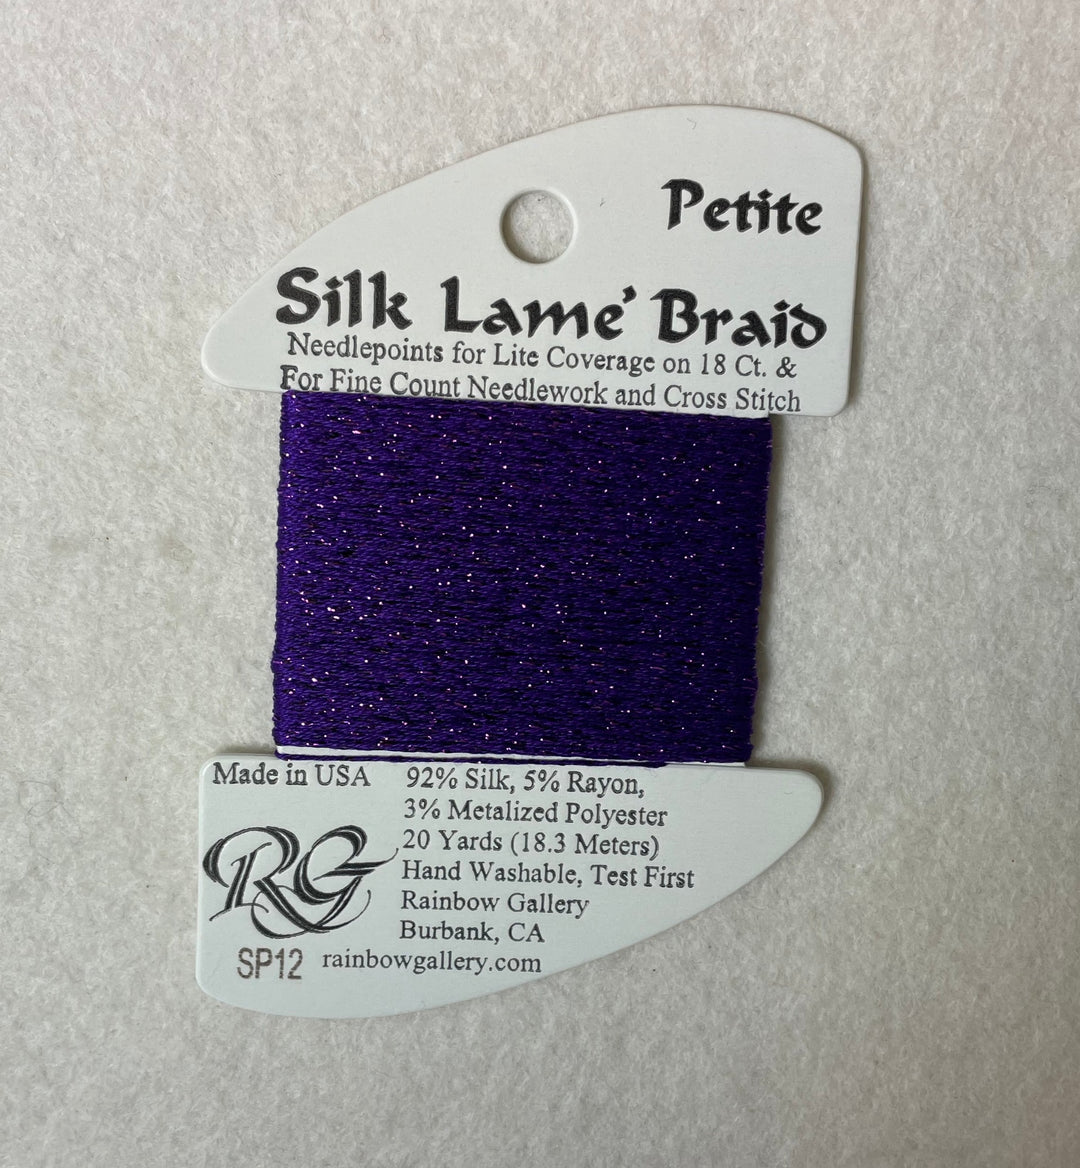 Petite
Silk Lame' Braid
Needlepoints for Lite Coverage on 18 Ct. &
For Fine Count Needlework and Cross Stitch
Made in USA
92% Silk, 5% Rayon,
3% Metalized Polyester
20 Yards (18.3 Meters)
Hand Washable, Test First
Rainbow Gallery
Burbank, CA
rainbowgallery.com
RG
SP12